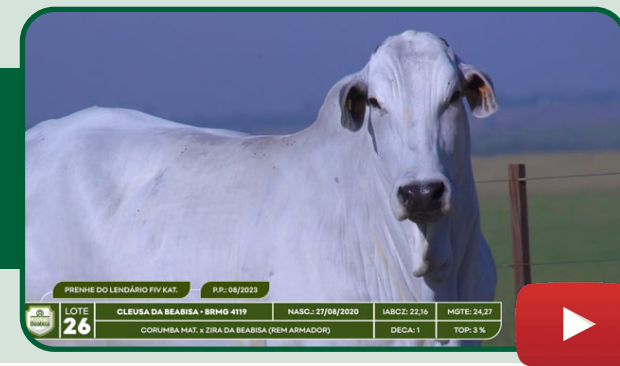 PRENHE DO LENDÁRIO FIV KAT. P.P.: 08/2023
Beabisa LOTE 26
CLEUSA DA BEABISA - BRMG 4119 NASC.: 27/08/2020 IABCZ: 22,16 MGTE: 24,27
CORUMBA MAT. x ZIRA DA BEABISA (REM ARMADOR) DECA: 1 TOP: 3 %